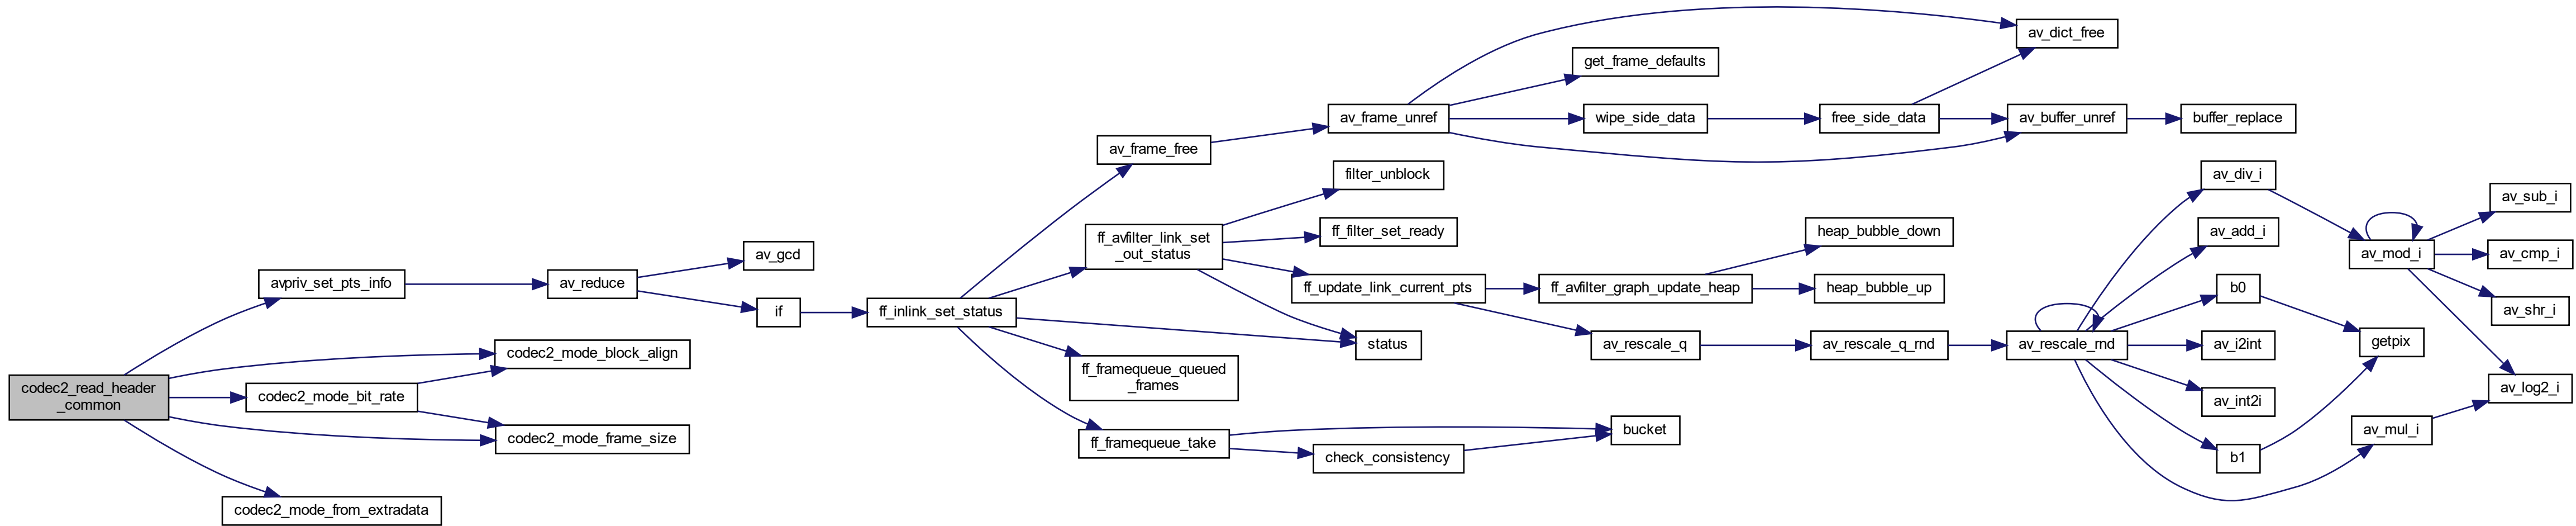 codec2_read_header
_common
avpriv_set_pts_info
codec2_mode_block_align
codec2_mode_bit_rate
codec2_mode_frame_size
codec2_mode_from_extradata
av_reduce
av_gcd
if
ff_inlink_set_status
av_frame_free
ff_avfilter_link_set
_out_status
status
ff_framequeue_queued
_frames
ff_framequeue_take
av_frame_unref
filter_unblock
ff_filter_set_ready
ff_update_link_current_pts
check_consistency
bucket
get_frame_defaults
wipe_side_data
free_side_data
av_dict_free
av_buffer_unref
buffer_replace
ff_avfilter_graph_update_heap
heap_bubble_down
heap_bubble_up
av_rescale_q
av_rescale_q_rnd
av_rescale_rnd
av_div_i
av_add_i
b0
av_i2int
av_int2i
b1
av_mul_i
getpix
av_mod_i
av_sub_i
av_cmp_i
av_shr_i
av_log2_i